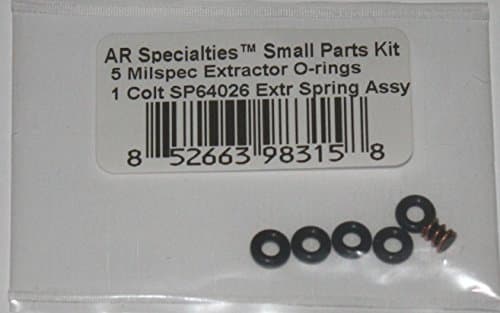 AR Specialties™ Small Parts Kit
5 Milspec Extractor O-rings
1 Colt SP64026 Extr Spring Assy
8 52663 98315 8